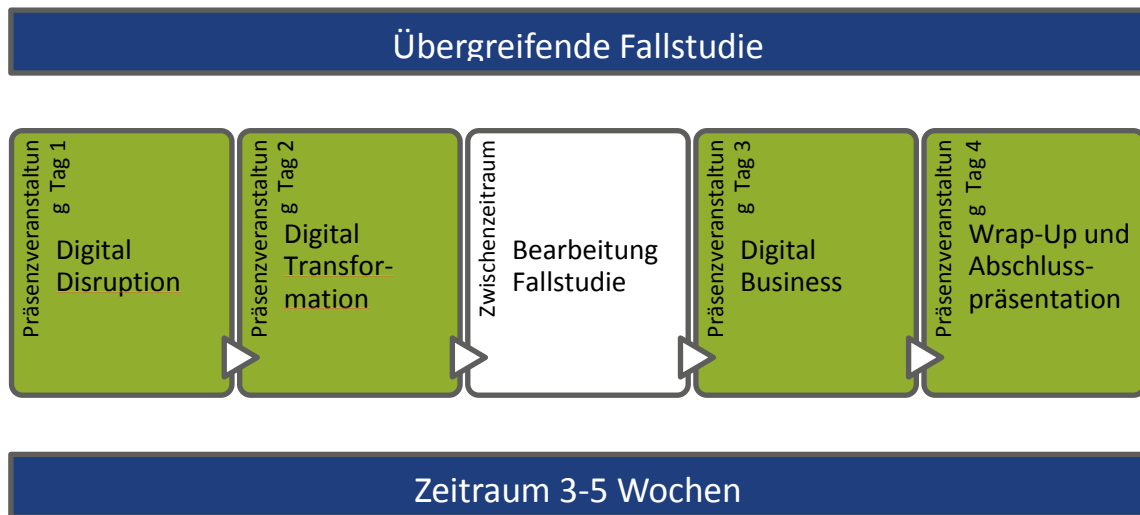 Übergreifende Fallstudie
Präsenzveranstaltun
g Tag 1
Digital
Disruption
Präsenzveranstaltun
g Tag 2
Digital
Transfor-
mation
Zwischenzeitraum
Bearbeitung
Fallstudie
Präsenzveranstaltun
g Tag 3
Digital
Business
Präsenzveranstaltun
g Tag 4
Wrap-Up und
Abschluss-
präsentation
Zeitraum 3-5 Wochen